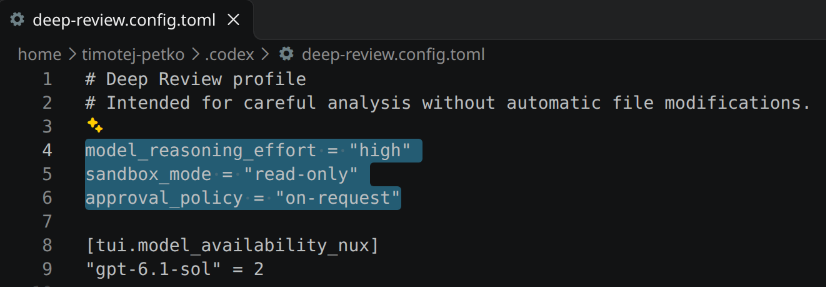 deep-review.config.toml
home > timotej-petko > .codex > deep-review.config.toml
1 # Deep Review profile
2 # Intended for careful analysis without automatic file modifications.
3
4 model_reasoning_effort = "high"
5 sandbox_mode = "read-only"
6 approval_policy = "on-request"
7
8 [tui.model_availability_nux]
9 "gpt-6.1-sol" = 2